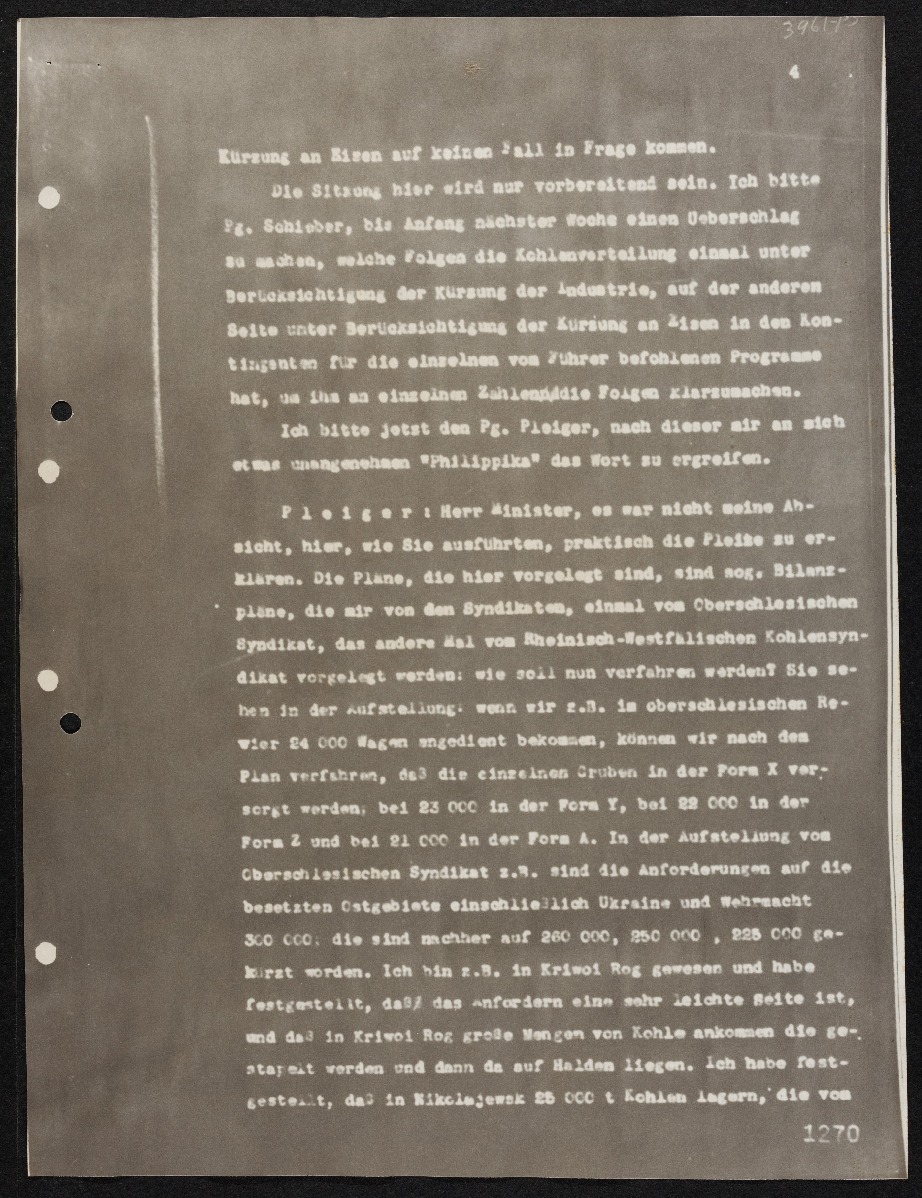 3961-PS
4
Kürzung an Eisen auf keinen Fall in Frage kommen.
Die Sitzung hier wird nur vorbereitend sein. Ich bitte
Pg. Schieber, bis Anfang nächster Woche einen Ueberschlag
zu machen, welche Folgen die Kohlenverteilung einmal unter
Berücksichtigung der Kürzung der Industrie, auf der anderen
Seite unter Berücksichtigung der Kürzung an Eisen in den Kon-
tingenten für die einzelnen vom Führer befohlenen Programme
hat, um ihm an einzelnen Zahlen die Folgen klarzumachen.
Ich bitte jetzt den Pg. Pleiger, nach dieser mir an sich
etwas unangenehmen "Philippika" das Wort zu ergreifen.
P l e i g e r : Herr Minister, es war nicht meine Ab-
sicht, hier, wie Sie ausführten, praktisch die Pleite zu er-
klären. Die Pläne, die hier vorgelegt sind, sind sog. Bilanz-
pläne, die mir von den Syndikaten, einmal vom Oberschlesischen
Syndikat, das andere Mal vom Rheinisch-Westfälischen Kohlensyn-
dikat vorgelegt werden: wie soll nun verfahren werden? Sie se-
hen in der Aufstellung: wenn wir z.B. im oberschlesischen Re-
vier 24 000 Wagen angedient bekommen, können wir nach dem
Plan verfahren, daß die einzelnen Gruben in der Form X ver-
sorgt werden; bei 23 000 in der Form Y, bei 22 000 in der
Form Z und bei 21 000 in der Form A. In der Aufstellung vom
Oberschlesischen Syndikat z.B. sind die Anforderungen auf die
besetzten Ostgebiete einschließlich Ukraine und Wehrmacht
300 000; die sind nachher auf 260 000, 250 000 , 225 000 ge-
kürzt worden. Ich bin z.B. in Kriwoi Rog gewesen und habe
festgestellt, daß das Anfordern eine sehr leichte Seite ist,
und daß in Kriwoi Rog große Mengen von Kohle ankommen die ge-
stapelt werden und dann da auf Halden liegen. Ich habe fest-
gestellt, daß in Nikolajewsk 25 000 t Kohlen lagern, die vom
1270